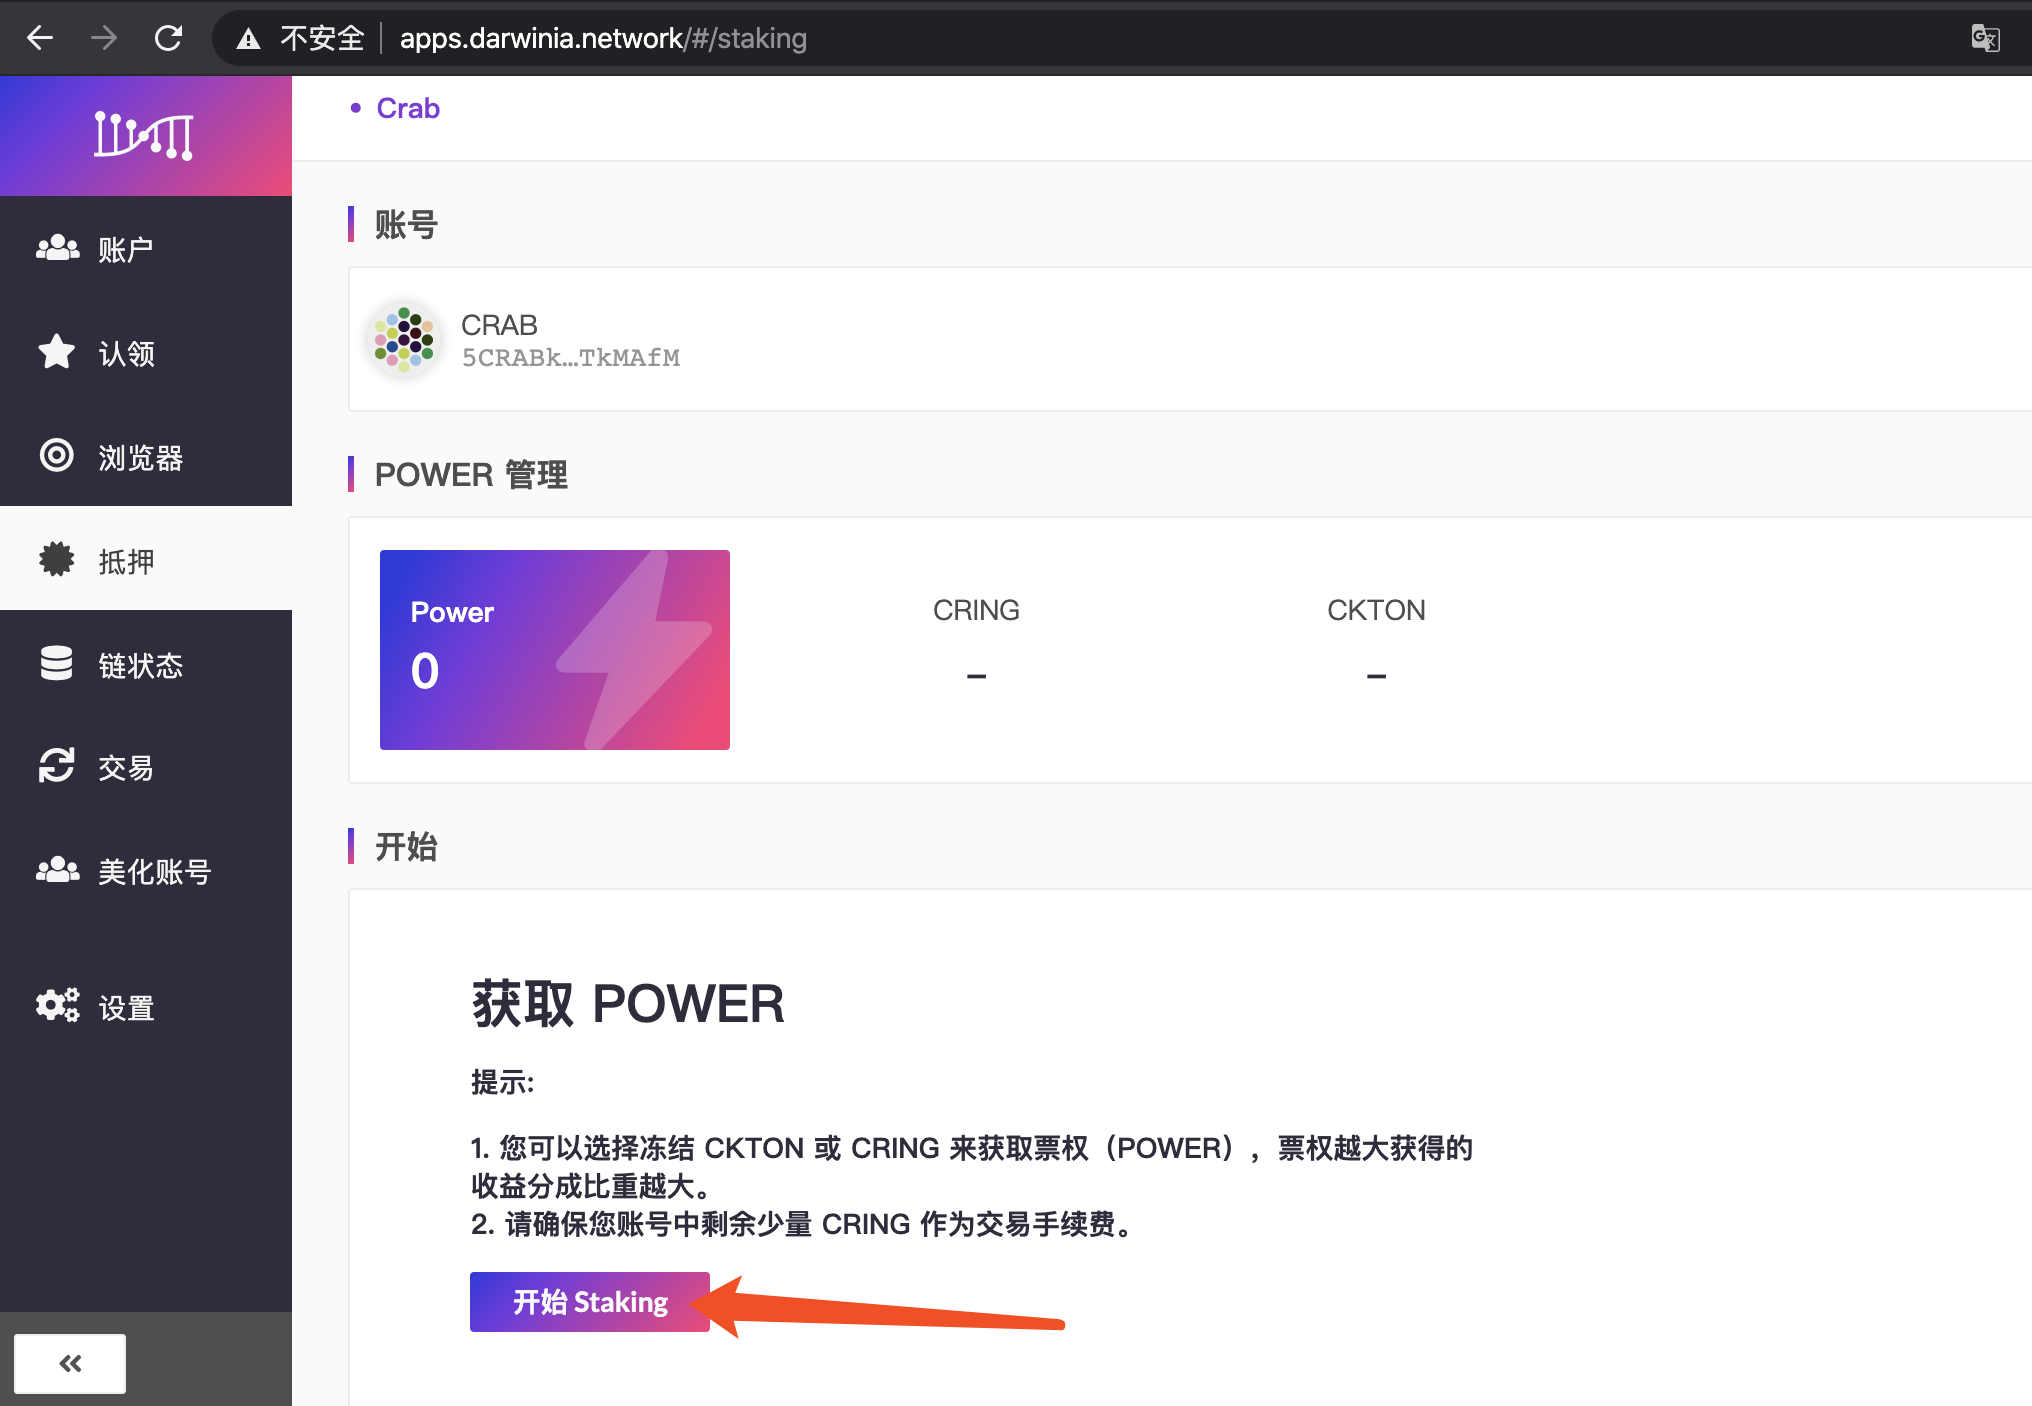 不安全
apps.darwinia.network/#/staking
Crab
账户
认领
浏览器
抵押
链状态
交易
美化账号
设置
账号
CRAB
5CRABk…TkMAfM
POWER 管理
Power
0
CRING
–
CKTON
–
开始
获取 POWER
提示:
1. 您可以选择冻结 CKTON 或 CRING 来获取票权（POWER），票权越大获得的
收益分成比重越大。
2. 请确保您账号中剩余少量 CRING 作为交易手续费。
开始 Staking